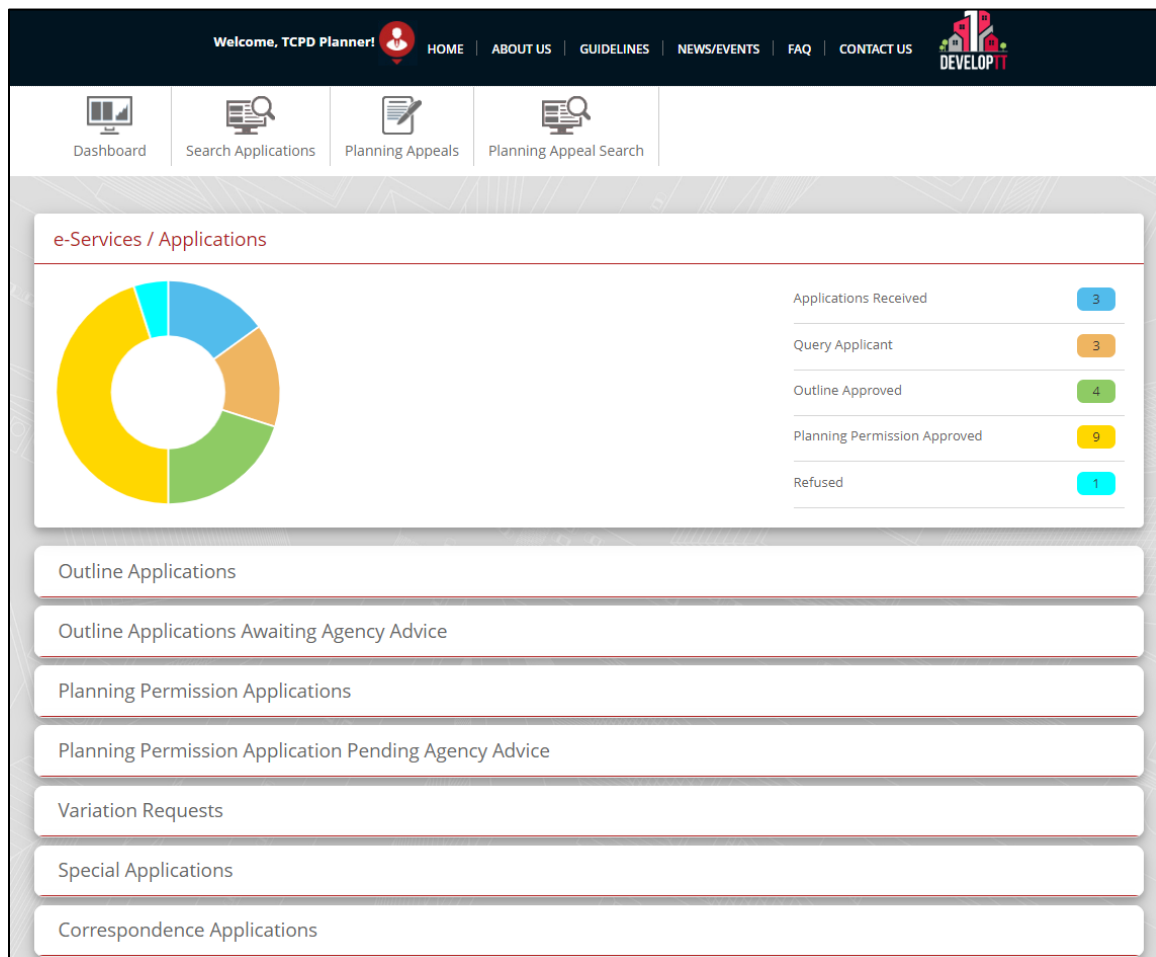 Welcome, TCPD Planner! HOME ABOUT US GUIDELINES NEWS/EVENTS FAQ CONTACT US
DEVELOPTT
Dashboard Search Applications Planning Appeals Planning Appeal Search
e-Services / Applications
Applications Received 3
Query Applicant 3
Outline Approved 4
Planning Permission Approved 9
Refused 1
Outline Applications
Outline Applications Awaiting Agency Advice
Planning Permission Applications
Planning Permission Application Pending Agency Advice
Variation Requests
Special Applications
Correspondence Applications